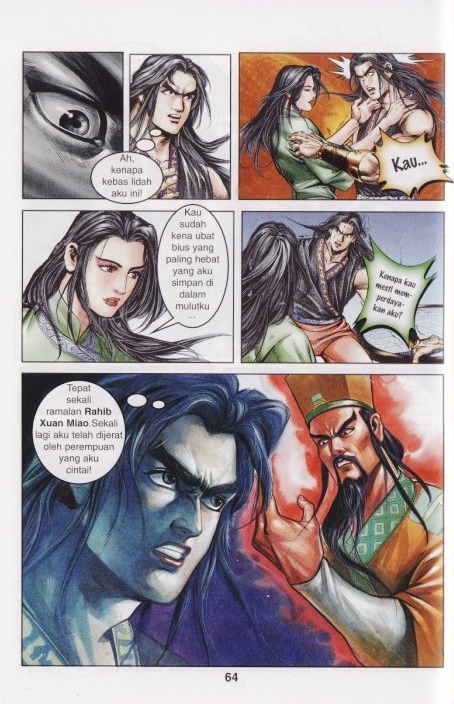 Ah,
kenapa
kebas lidah
aku ini!
Kau...
Kau
sudah
kena ubat
bius yang
paling hebat
yang aku
simpan di
dalam
mulutku
...
Kenapa kau
mesti mem-
perdaya-
kan aku?
Tepat
sekali
ramalan Rahib
Xuan Miao.Sekali
lagi aku telah dijerat
oleh perempuan
yang aku
cintai!
64